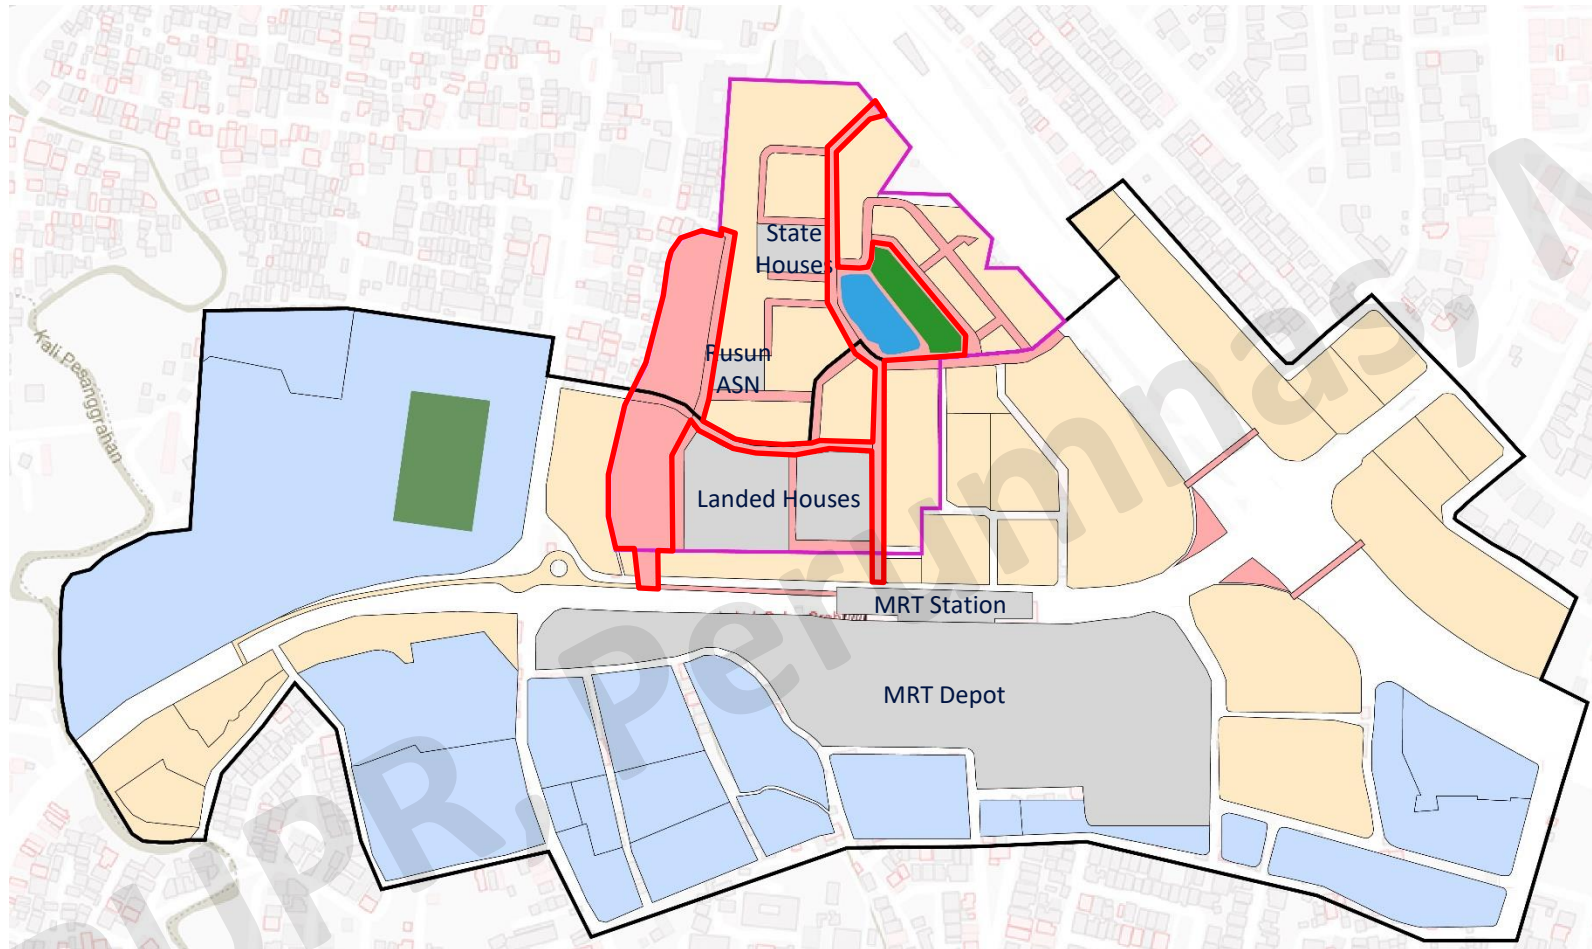 State
Houses
Kali Pesanggrahan
Rusun
ASN
Landed Houses
MRT Station
MRT Depot
PUPR, Perumnas, M